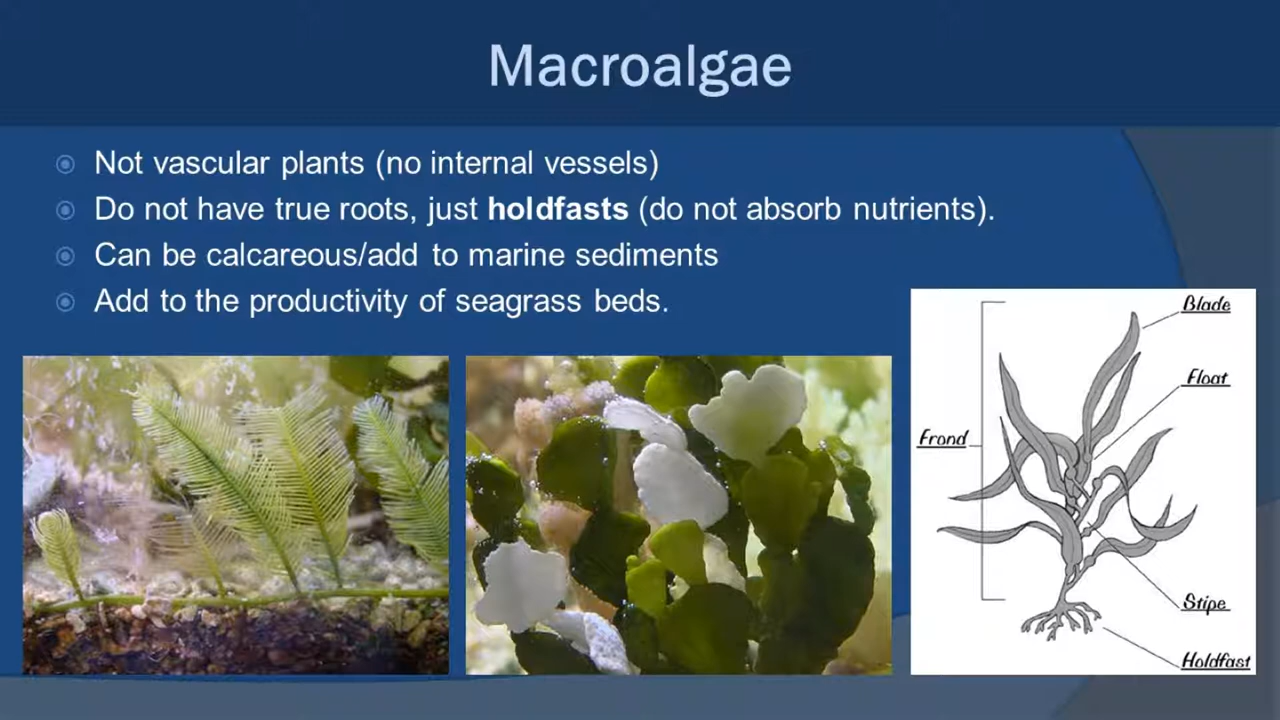 Macroalgae
Not vascular plants (no internal vessels)
Do not have true roots, just holdfasts (do not absorb nutrients).
Can be calcareous/add to marine sediments
Add to the productivity of seagrass beds.
Blade
Float
Frond
Stipe
Holdfast